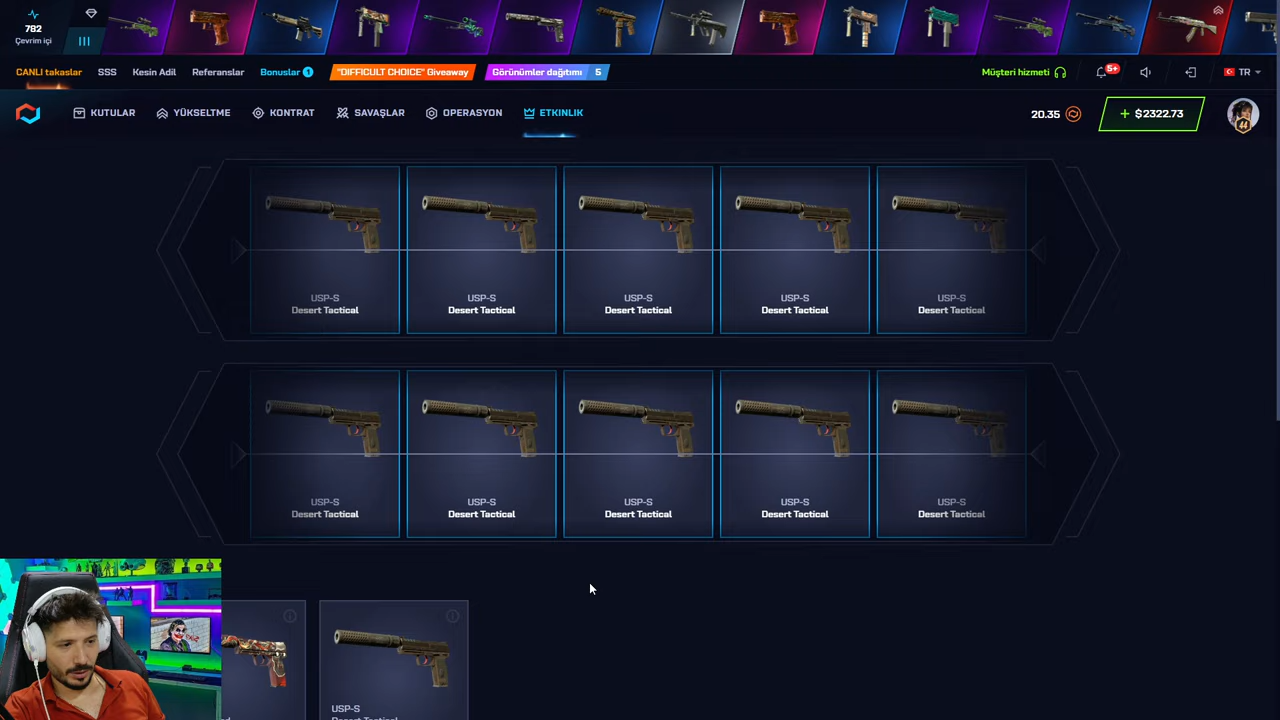 782
Çevrim içi
CANLI takaslar
SSS
Kesin Adil
Referanslar
Bonuslar 1
"DIFFICULT CHOICE" Giveaway
Görünümler dağıtımı 5
Müşteri hizmeti
5+
TR
KUTULAR
YÜKSELTME
KONTRAT
SAVAŞLAR
OPERASYON
ETKINLIK
20.35
+ $2322.73
USP-S
Desert Tactical
USP-S
Desert Tactical
USP-S
Desert Tactical
USP-S
Desert Tactical
USP-S
Desert Tactical
USP-S
Desert Tactical
USP-S
Desert Tactical
USP-S
Desert Tactical
USP-S
Desert Tactical
USP-S
Desert Tactical
USP-S
Desert Tactical